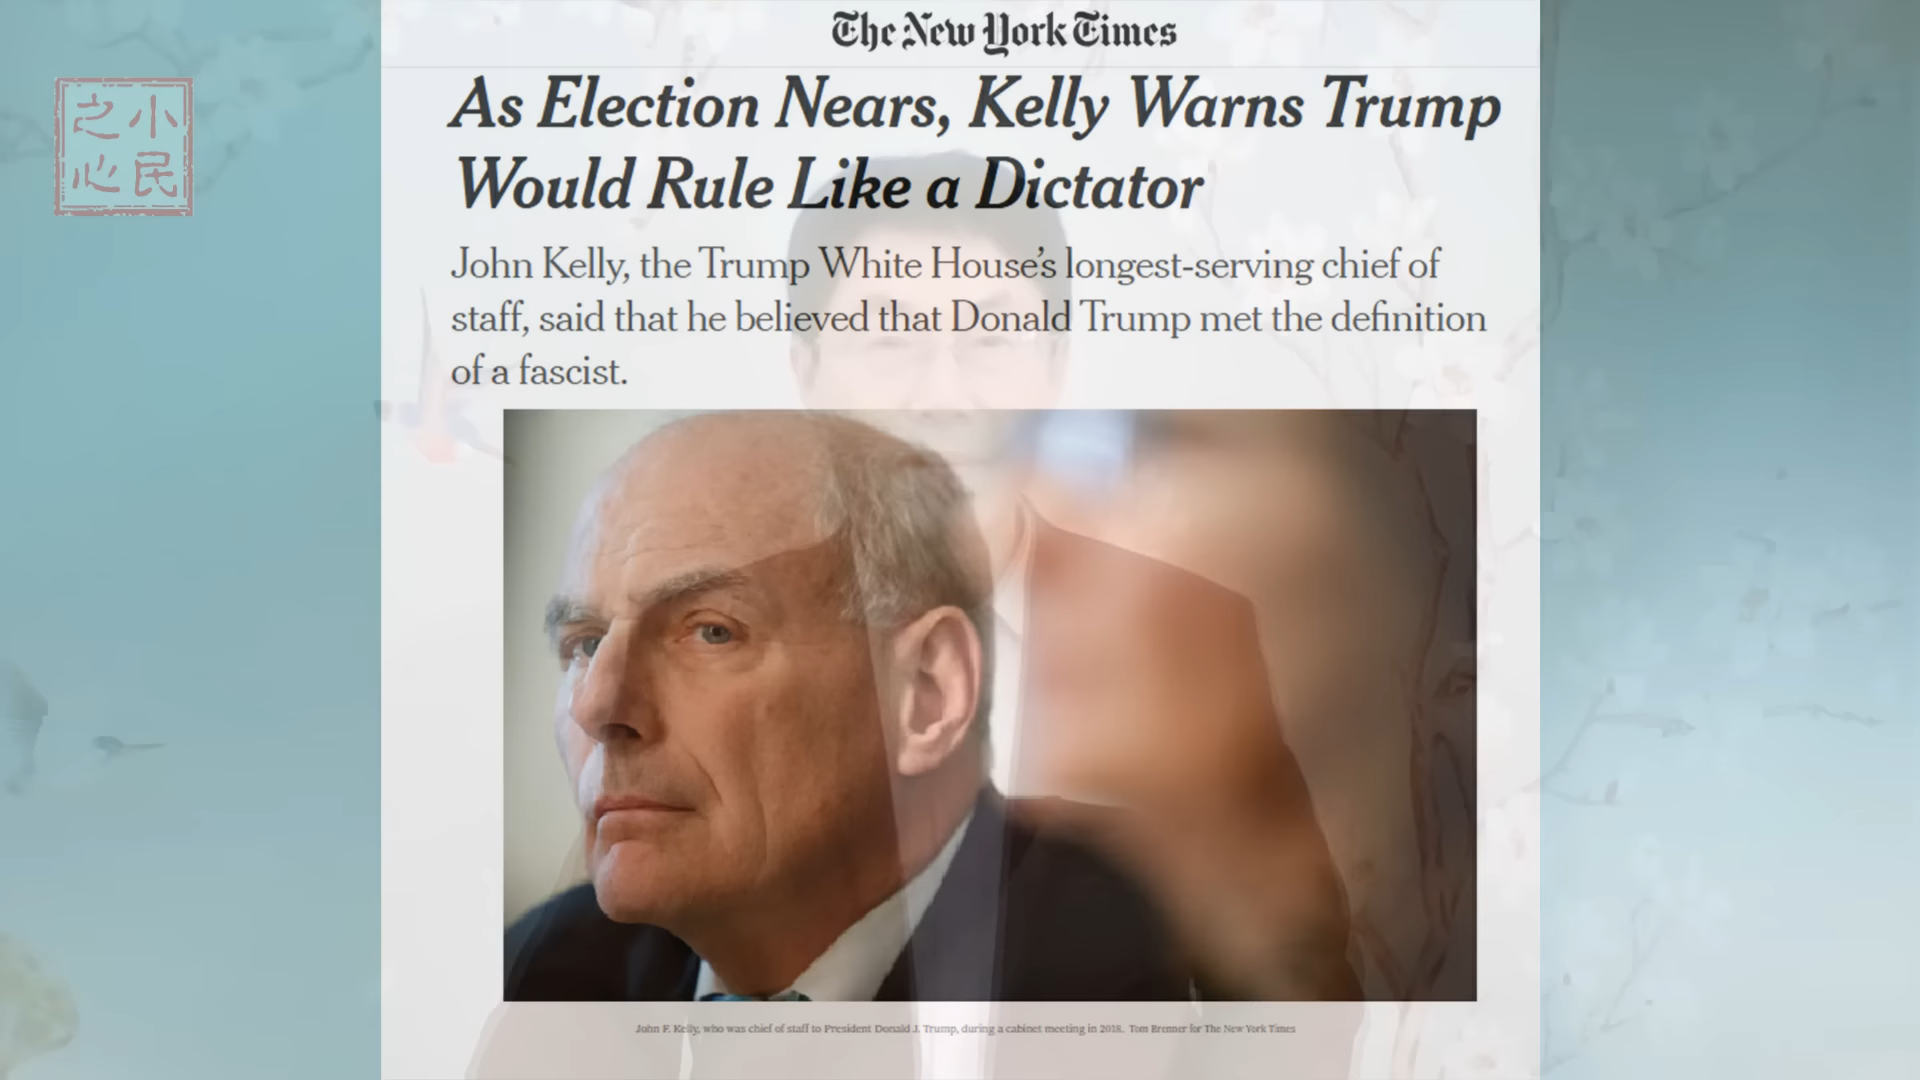 The New York Times
小民
之心
As Election Nears, Kelly Warns Trump
Would Rule Like a Dictator
John Kelly, the Trump White House’s longest-serving chief of
staff, said that he believed that Donald Trump met the definition
of a fascist.
John F. Kelly, who was chief of staff to President Donald J. Trump, during a cabinet meeting in 2018. Tom Brenner for The New York Times